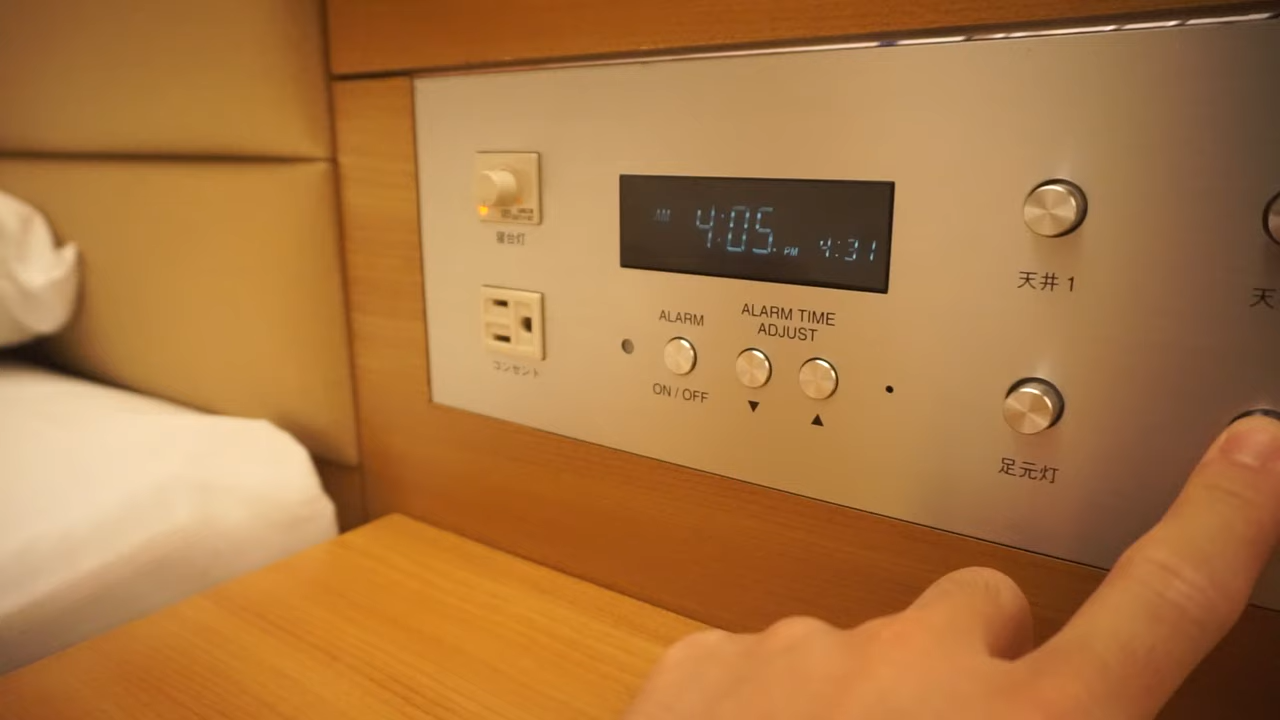 寝台灯
コンセント
AM 4:05
PM 4:31
ALARM
ON / OFF
ALARM TIME
ADJUST
▼
▲
天井 1
天
足元灯